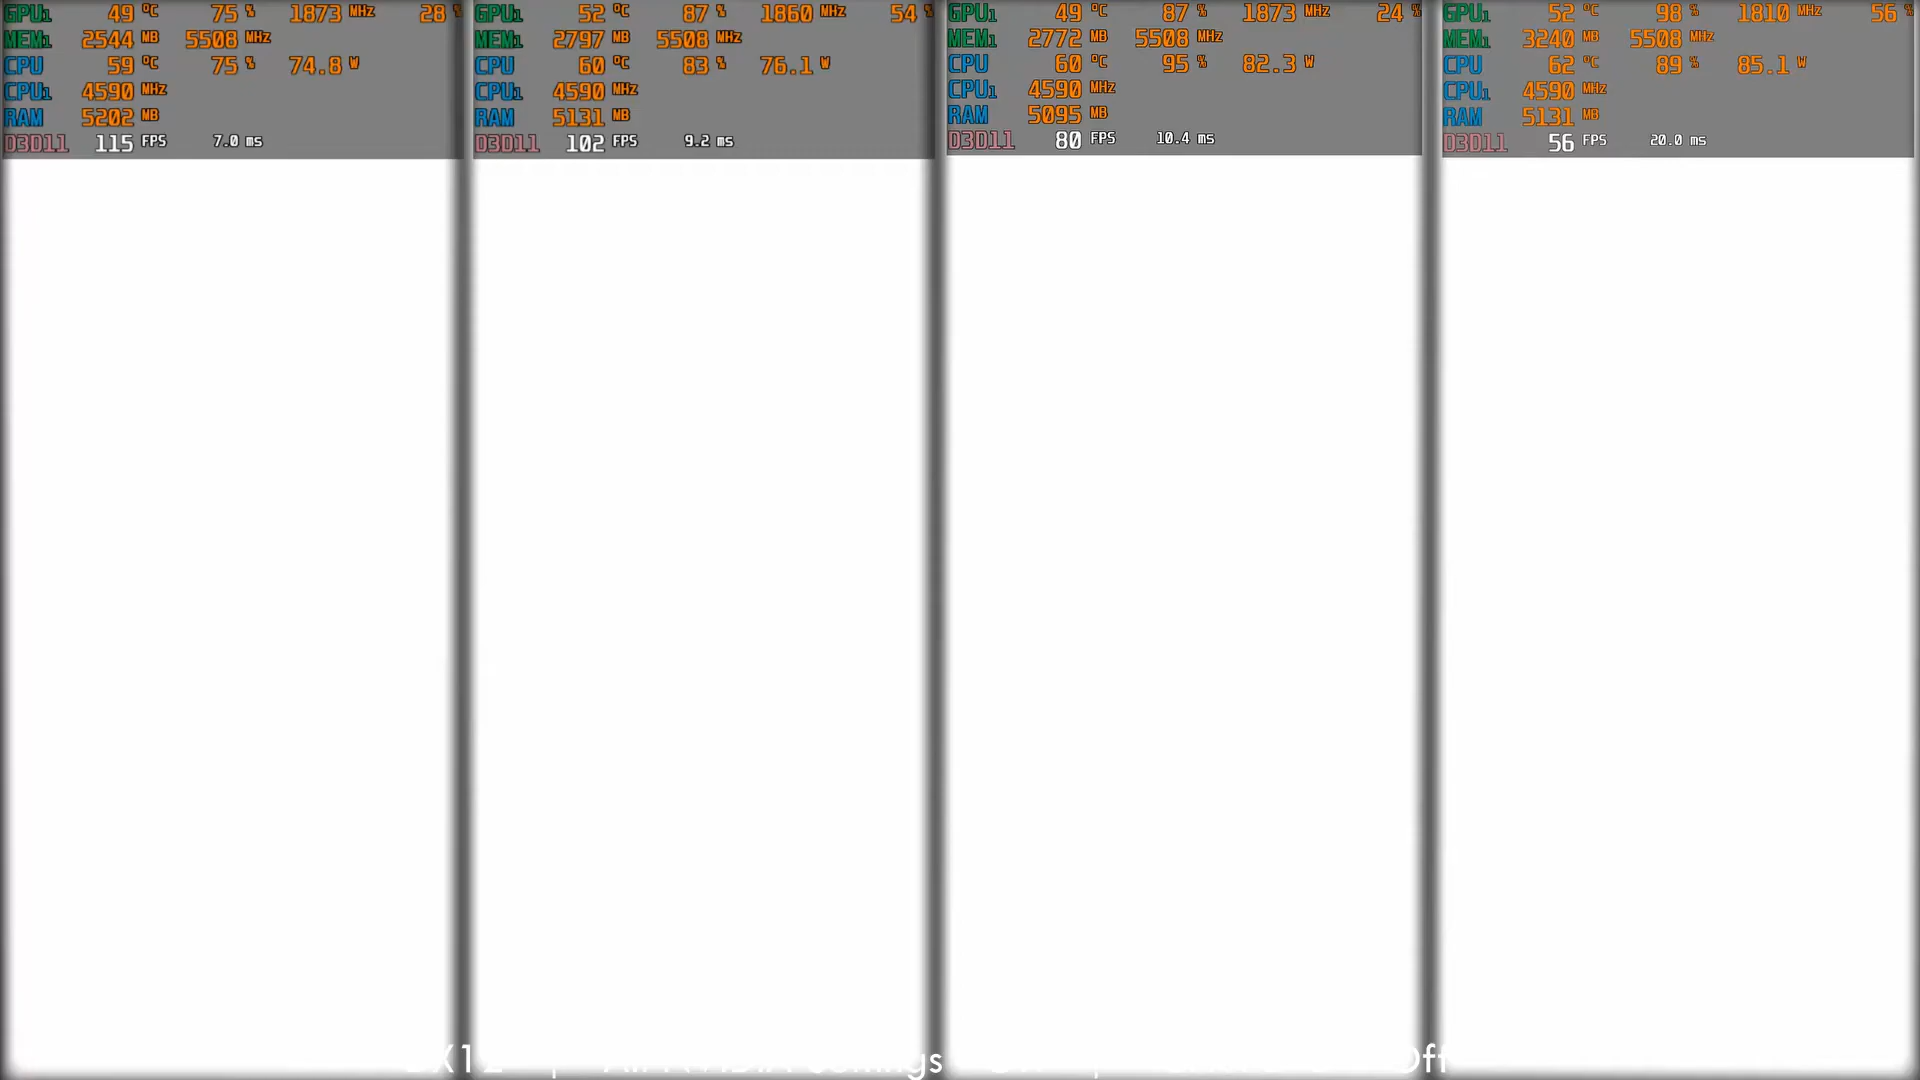 GPU1 49 °C 75 % 1873 MHz 28 %
MEM1 2544 MB 5508 MHz
CPU 59 °C 75 % 74.8 W
CPU1 4590 MHz
RAM 5202 MB
D3D11 115 FPS 7.0 ms
GPU1 52 °C 87 % 1860 MHz 54 %
MEM1 2797 MB 5508 MHz
CPU 60 °C 83 % 76.1 W
CPU1 4590 MHz
RAM 5131 MB
D3D11 102 FPS 9.2 ms
GPU1 49 °C 87 % 1873 MHz 24 %
MEM1 2772 MB 5508 MHz
CPU 60 °C 95 % 82.3 W
CPU1 4590 MHz
RAM 5095 MB
D3D11 80 FPS 10.4 ms
GPU1 52 °C 98 % 1810 MHz 56 %
MEM1 3240 MB 5508 MHz
CPU 62 °C 89 % 85.1 W
CPU1 4590 MHz
RAM 5131 MB
D3D11 56 FPS 20.0 ms
Off